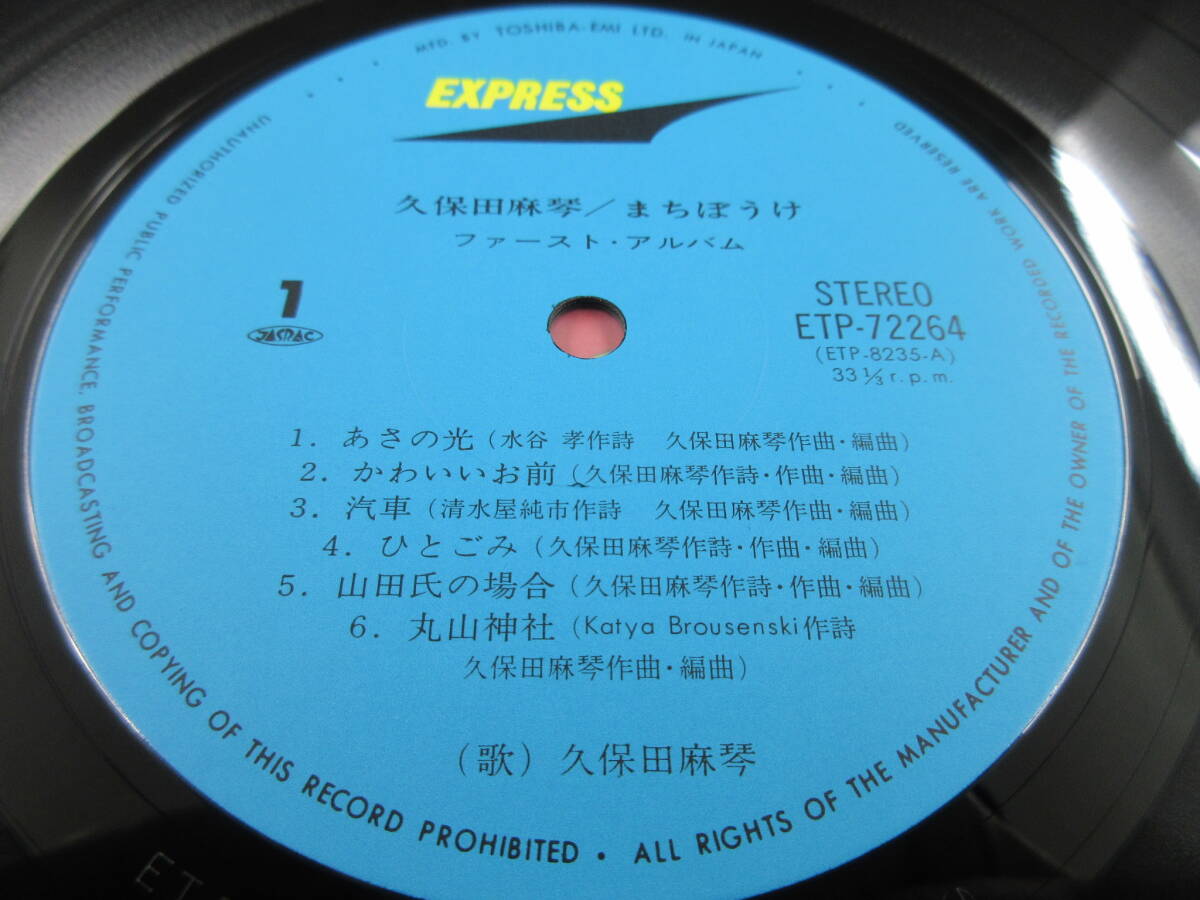 MFD. BY TOSHIBA-EMI LTD. IN JAPAN
EXPRESS
久保田麻琴／まちぼうけ
ファースト・アルバム
1
JASRAC
STEREO
ETP-72264
(ETP-8235-A)
33 1/3 r.p.m.
1. あさの光（水谷 孝作詩 久保田麻琴作曲・編曲）
2. かわいいお前（久保田麻琴作詩・作曲・編曲）
3. 汽車（清水屋純市作詩 久保田麻琴作曲・編曲）
4. ひとごみ（久保田麻琴作詩・作曲・編曲）
5. 山田氏の場合（久保田麻琴作詩・作曲・編曲）
6. 丸山神社（Katya Brousenski作詩
久保田麻琴作曲・編曲）
（歌）久保田麻琴
UNAUTHORIZED PUBLIC PERFORMANCE, BROADCASTING AND COPYING OF THIS RECORD PROHIBITED • ALL RIGHTS OF THE MANUFACTURER AND OF THE OWNER OF THE RECORDED WORK ARE RESERVED